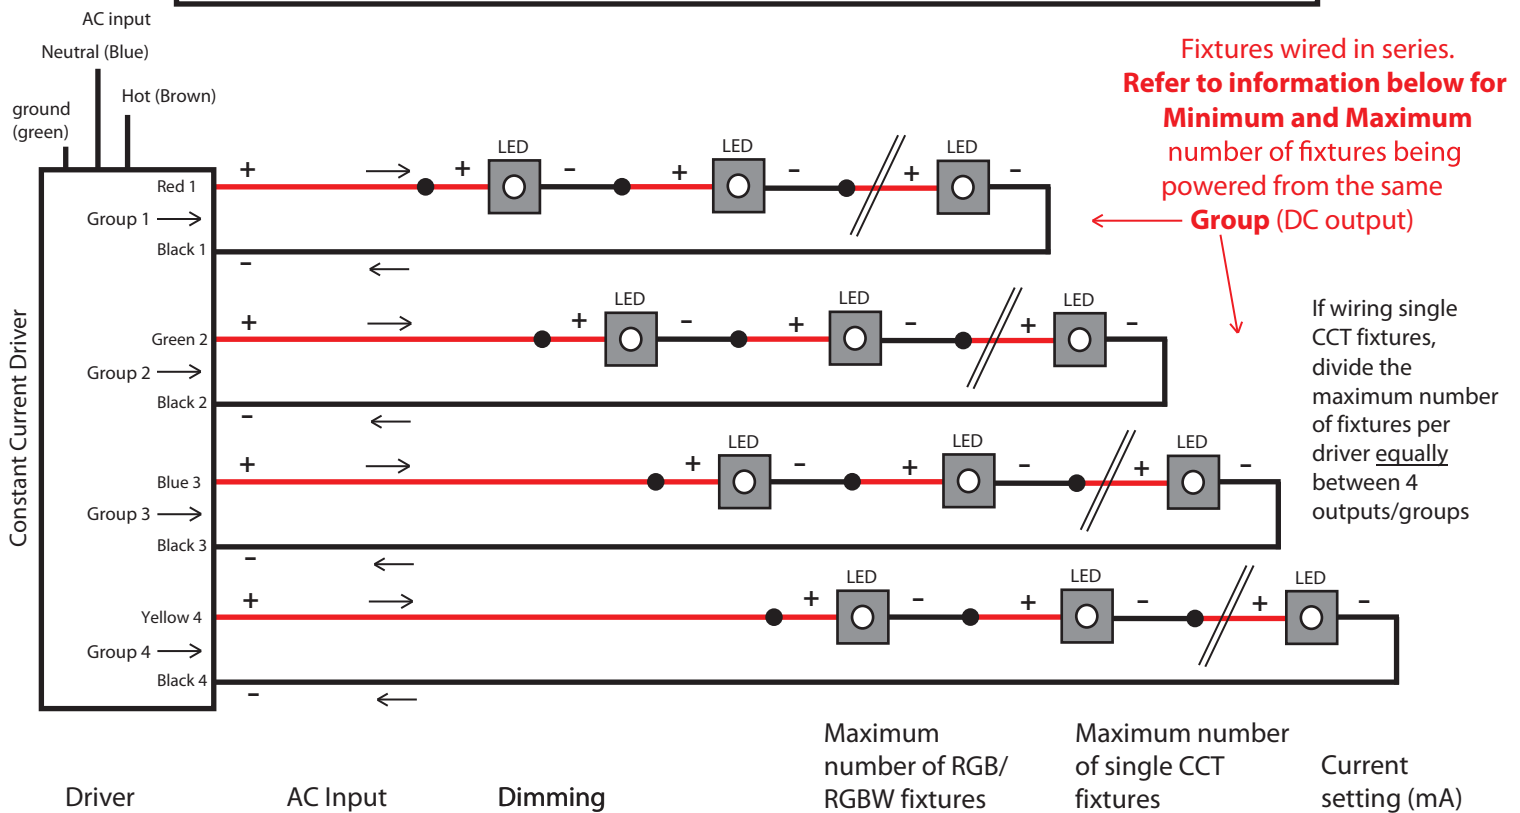 AC input
Neutral (Blue)
Hot (Brown)
ground
(green)
Fixtures wired in series.
Refer to information below for
Minimum and Maximum
number of fixtures being
powered from the same
Group (DC output)
Constant Current Driver
LED
LED
LED
+
+
-
+
-
+
-
Red 1
Group 1
Black 1
-
LED
LED
LED
+
+
-
+
-
+
-
Green 2
Group 2
Black 2
-
If wiring single
CCT fixtures,
divide the
maximum number
of fixtures per
driver equally
between 4
outputs/groups
LED
LED
LED
+
+
-
+
-
+
-
Blue 3
Group 3
Black 3
-
LED
LED
LED
+
+
-
+
-
+
-
Yellow 4
Group 4
Black 4
-
Driver
AC Input
Dimming
Maximum
number of RGB/
RGBW fixtures
Maximum number
of single CCT
fixtures
Current
setting (mA)